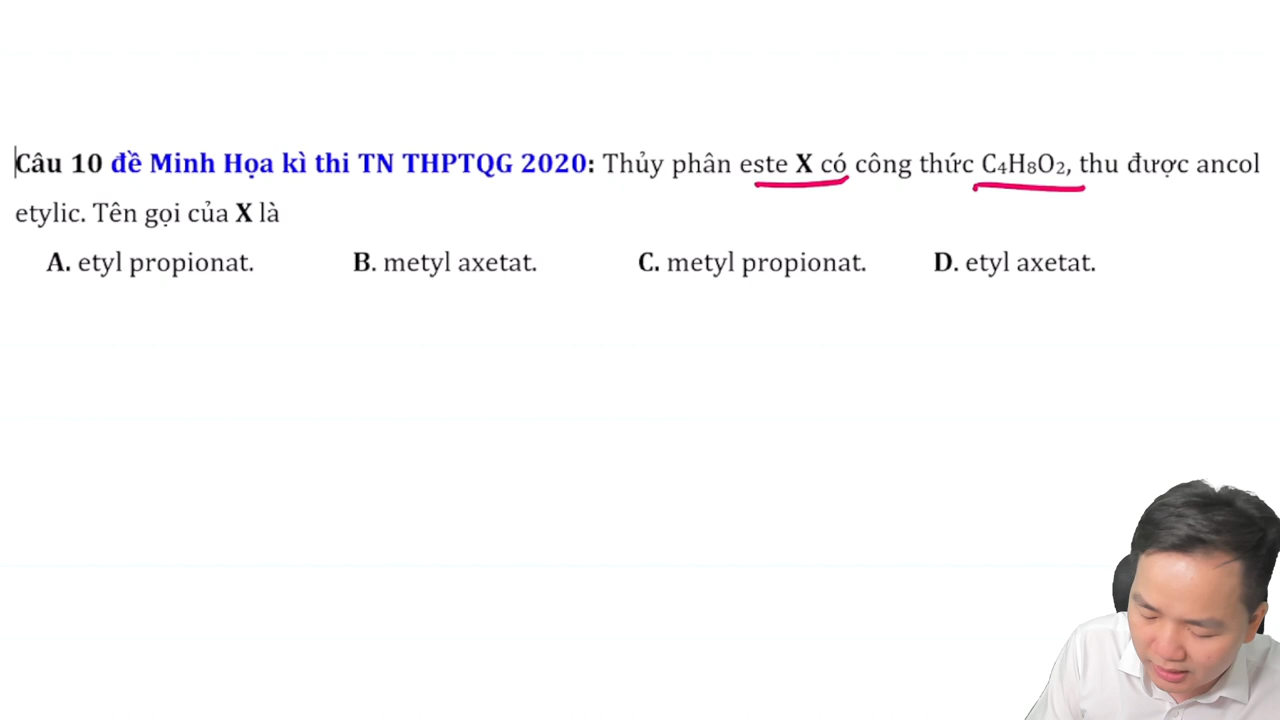 Câu 10 đề Minh Họa kì thi TN THPTQG 2020: Thủy phân este X có công thức C₄H₈O₂, thu được ancol
etylic. Tên gọi của X là
A. etyl propionat. B. metyl axetat. C. metyl propionat. D. etyl axetat.